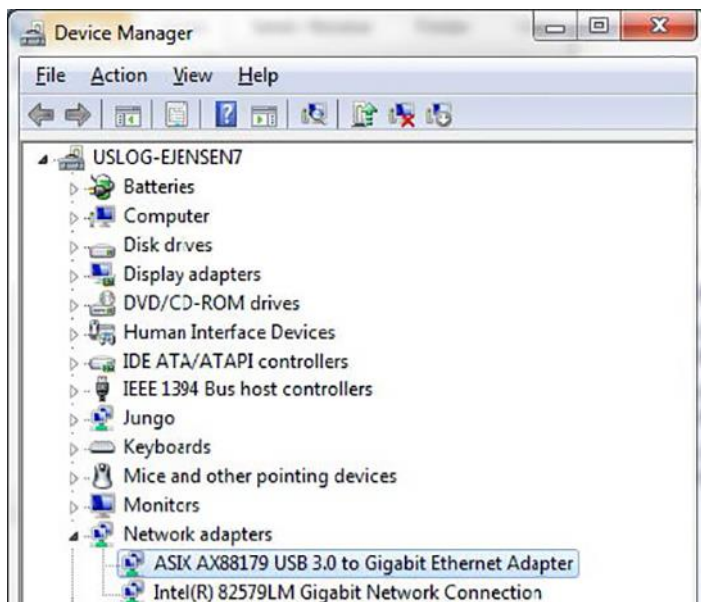 Device Manager
File Action View Help
USLOG-EJENSEN7
Batteries
Computer
Disk drives
Display adapters
DVD/CD-ROM drives
Human Interface Devices
IDE ATA/ATAPI controllers
IEEE 1394 Bus host controllers
Jungo
Keyboards
Mice and other pointing devices
Monitors
Network adapters
ASIX AX88179 USB 3.0 to Gigabit Ethernet Adapter
Intel(R) 82579LM Gigabit Network Connection